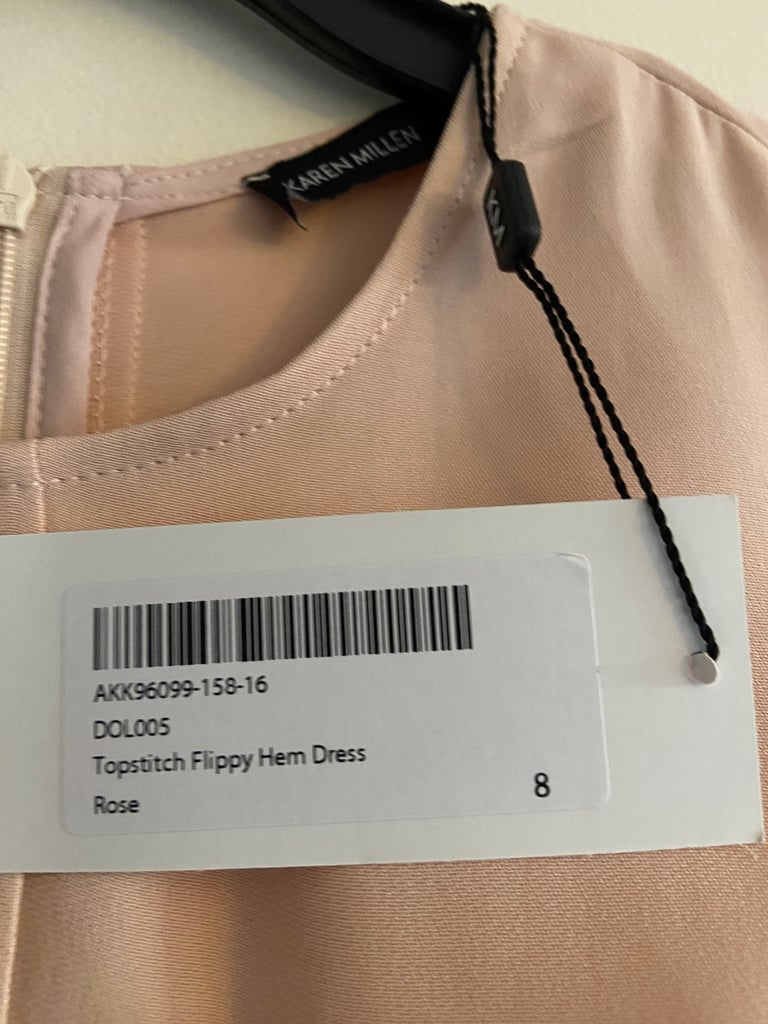 KAREN MILLEN
KM
AKK96099-158-16
DOL005
Topstitch Flippy Hem Dress
Rose
8